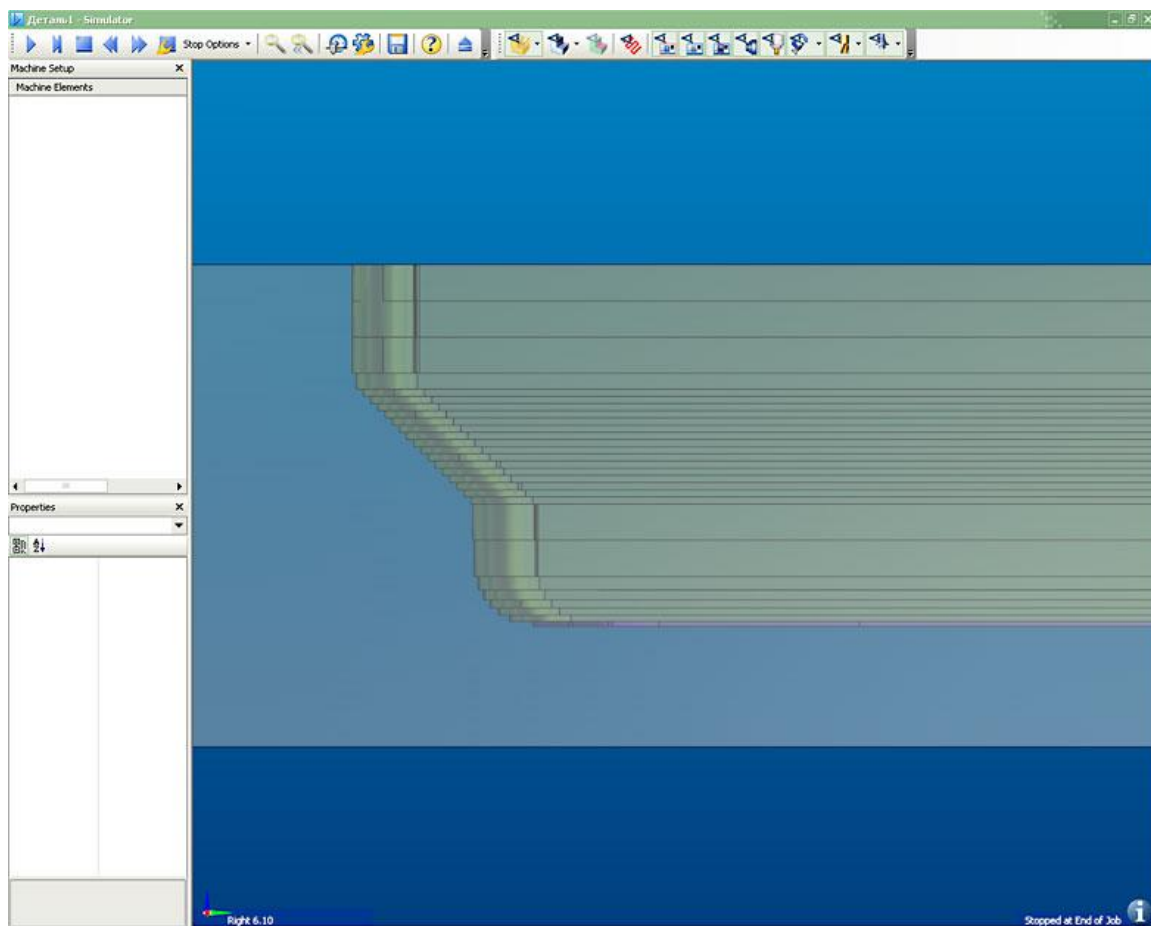 Деталь1 - Simulator
Stop Options
Machine Setup
Machine Elements
Properties
Right 6.10
Stopped at End of Job